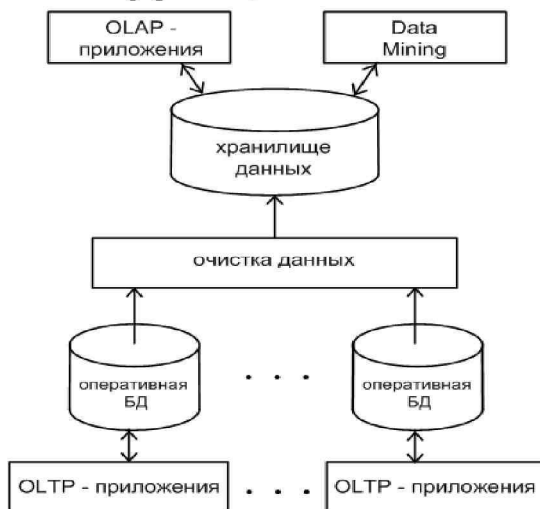 OLAP -
приложения
Data
Mining
хранилище
данных
очистка данных
оперативная
БД
. . .
оперативная
БД
OLTP - приложения
. . .
OLTP - приложения